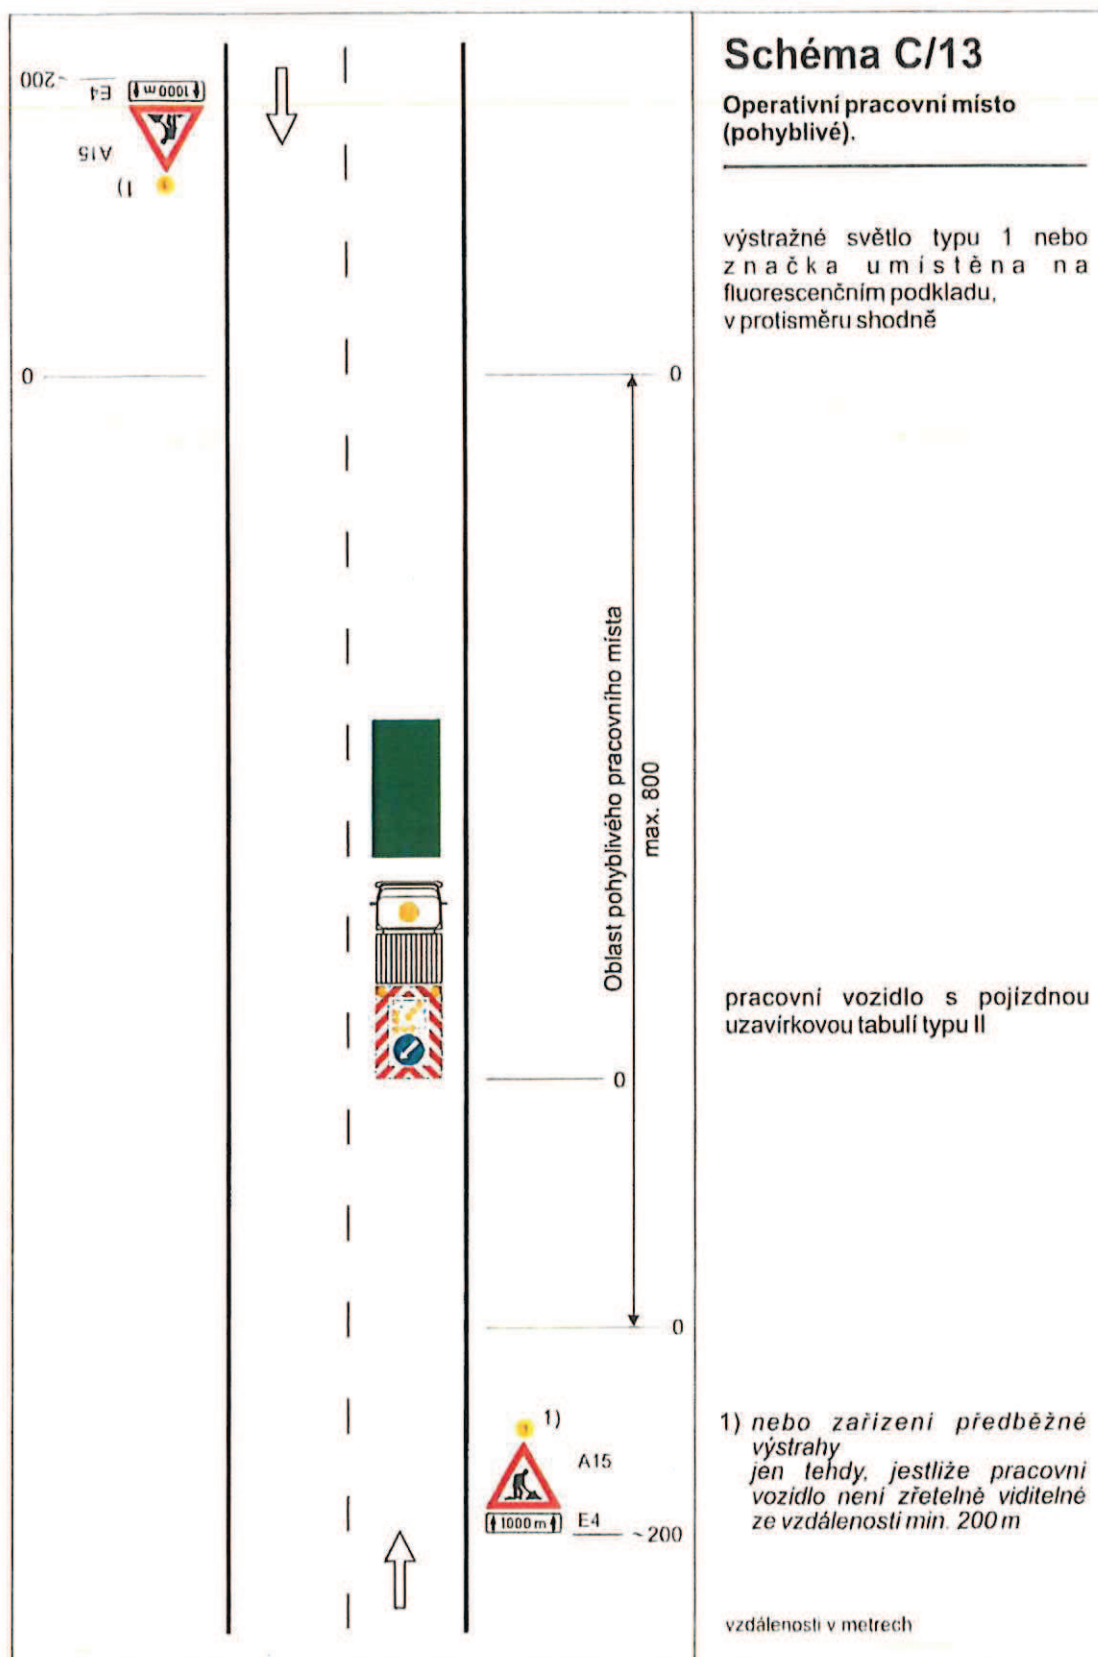 Schéma C/13
Operativní pracovní místo
(pohyblivé).
výstražné světlo typu 1 nebo
značka umístěna na
fluorescenčním podkladu,
v protisměru shodně
pracovní vozidlo s pojízdnou
uzavírkovou tabulí typu II
1) nebo zařízení předběžné
výstrahy
jen tehdy, jestliže pracovní
vozidlo není zřetelně viditelné
ze vzdálenosti min. 200 m
vzdálenosti v metrech
~200
E4
1000 m
A15
1)
1
0
0
Oblast pohyblivého pracovního místa
max. 800
0
0
1
1)
A15
1000 m
E4
~200